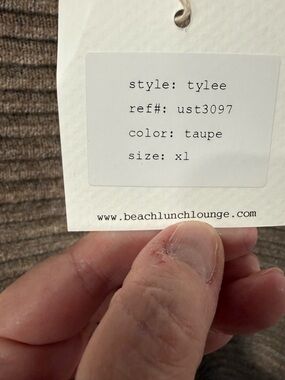 style: tylee
ref#: ust3097
color: taupe
size: xl
www.beachlunchlounge.com